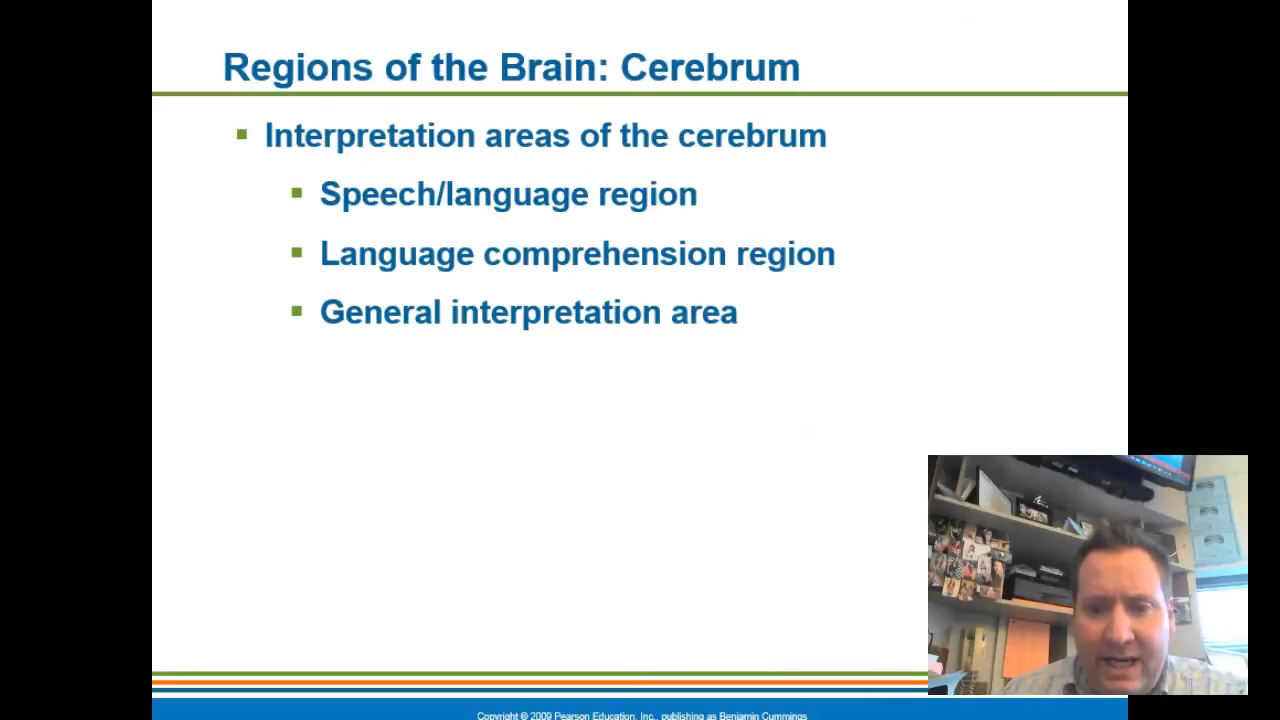 Regions of the Brain: Cerebrum
Interpretation areas of the cerebrum
Speech/language region
Language comprehension region
General interpretation area
Copyright © 2009 Pearson Education, Inc., publishing as Benjamin Cummings